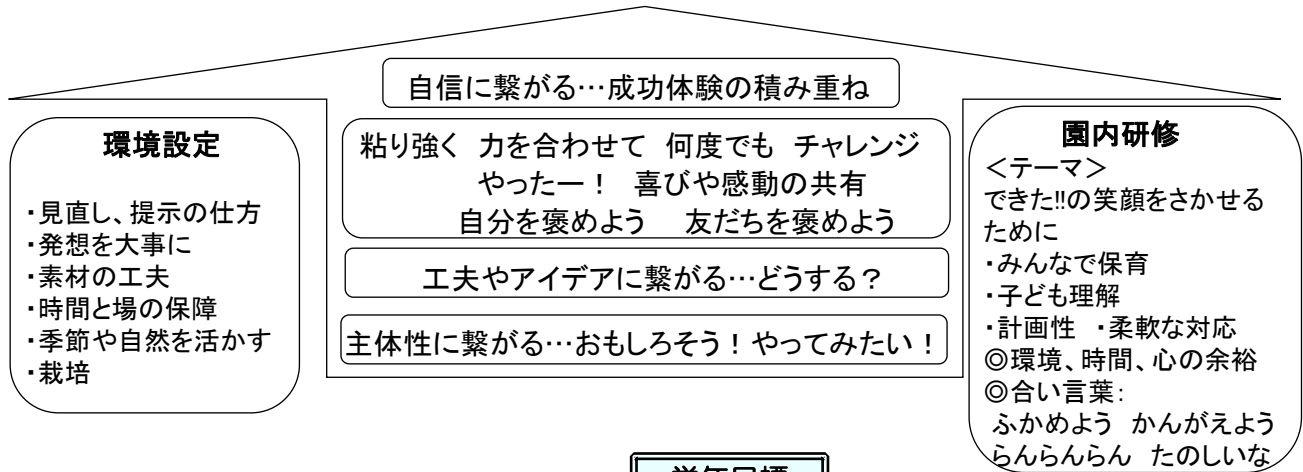 自信に繋がる…成功体験の積み重ね
環境設定
・見直し、提示の仕方
・発想を大事に
・素材の工夫
・時間と場の保障
・季節や自然を活かす
・栽培
粘り強く 力を合わせて 何度でも チャレンジ
やったー！ 喜びや感動の共有
自分を褒めよう 友だちを褒めよう
工夫やアイデアに繋がる…どうする？
主体性に繋がる…おもしろそう！やってみたい！
園内研修
＜テーマ＞
できた!!の笑顔をさかせる
ために
・みんなで保育
・子ども理解
・計画性 ・柔軟な対応
◎環境、時間、心の余裕
◎合い言葉：
ふかめよう かんがえよう
らんらんらん たのしいな
学年目標